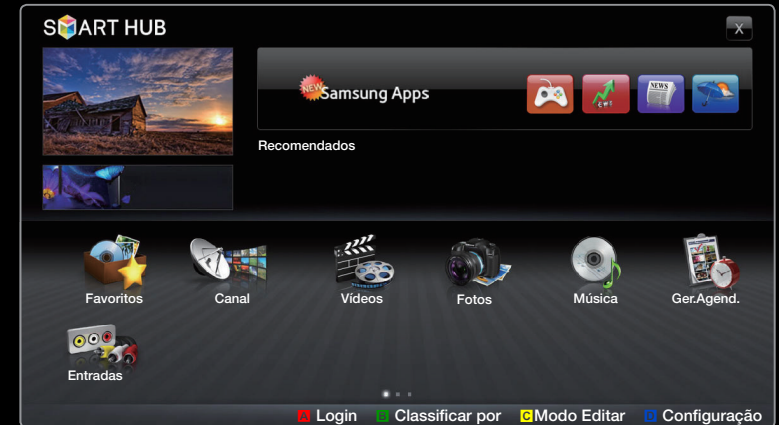 SMART HUB
X
NEW Samsung Apps
NEWS
Recomendados
Favoritos
Canal
Vídeos
Fotos
Música
Ger.Agend.
Entradas
A Login B Classificar por C Modo Editar D Configuração